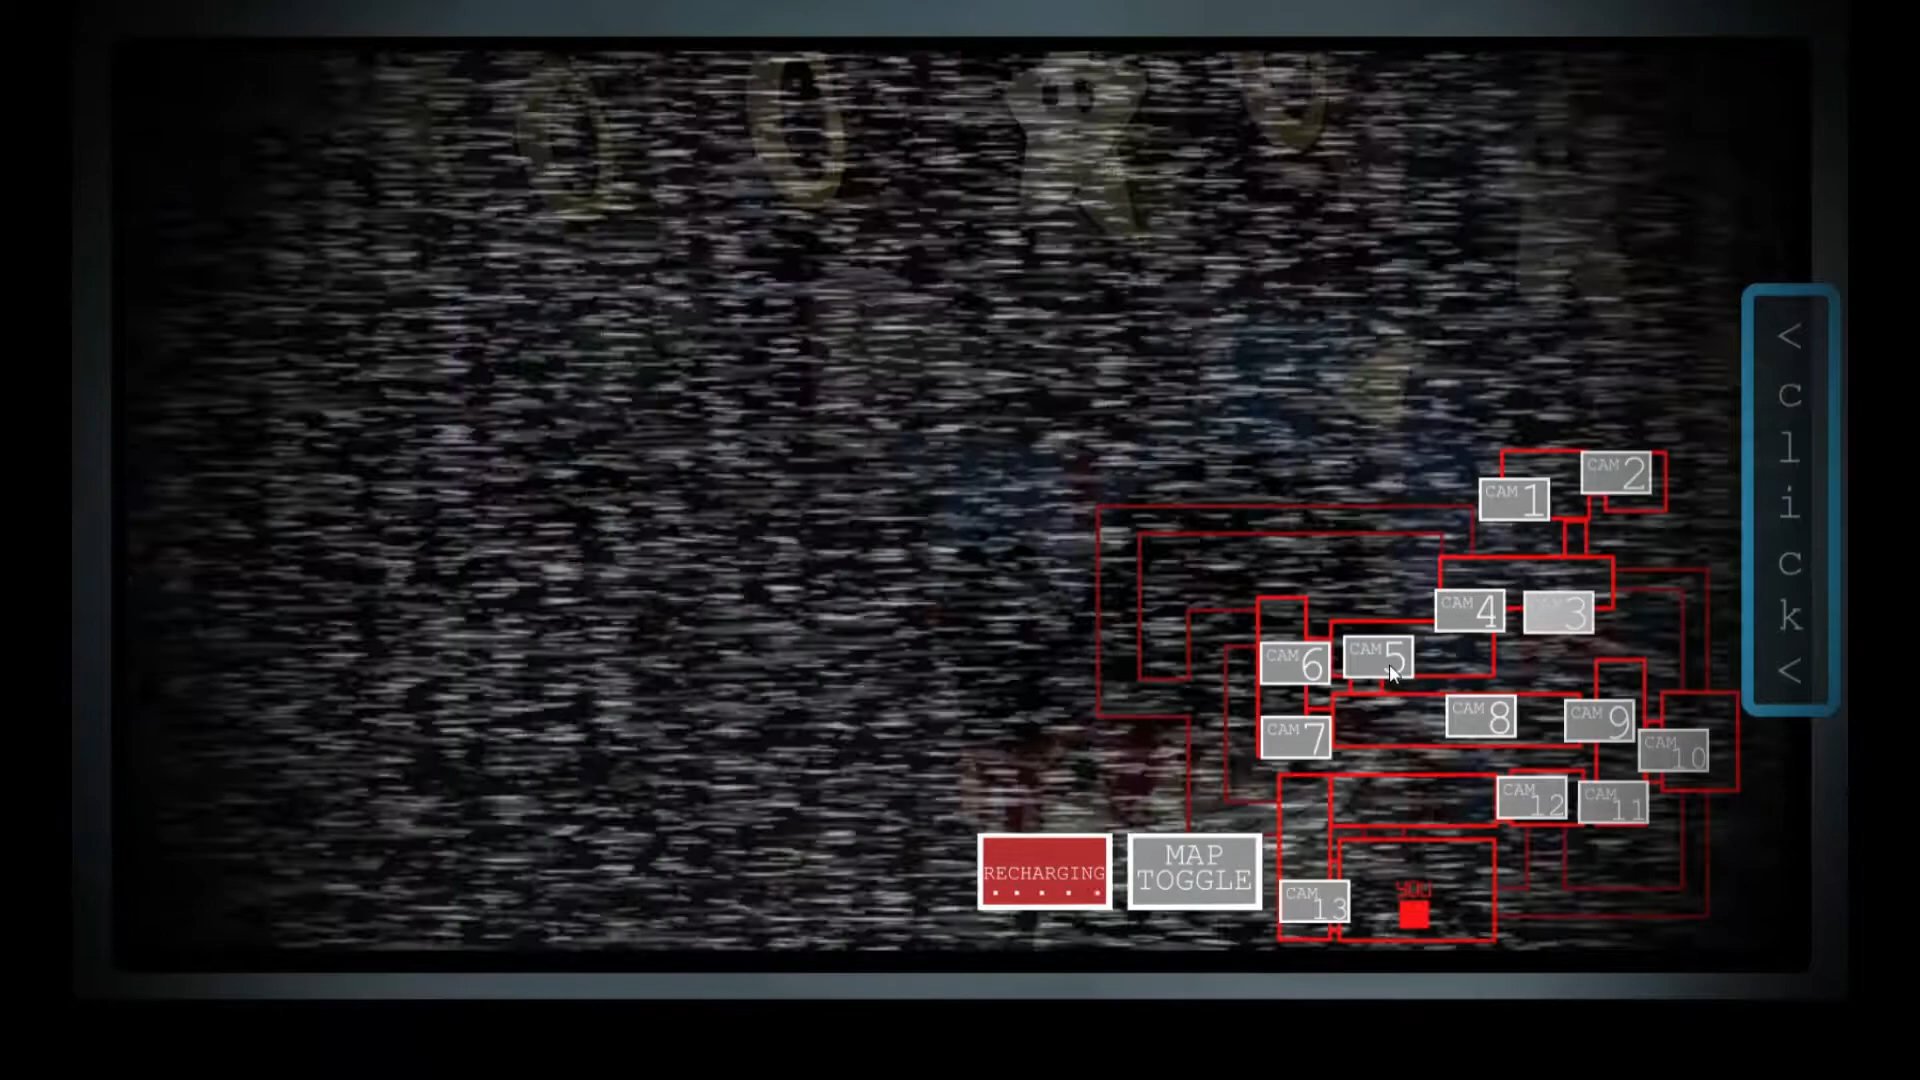 CAM 2
CAM 1
CAM 4
3
CAM 5
CAM 6
CAM 8
CAM 9
CAM 7
CAM 10
CAM 12
CAM 11
RECHARGING
. . . . .
MAP
TOGGLE
CAM 13
YOU
<
c
l
i
c
k
<